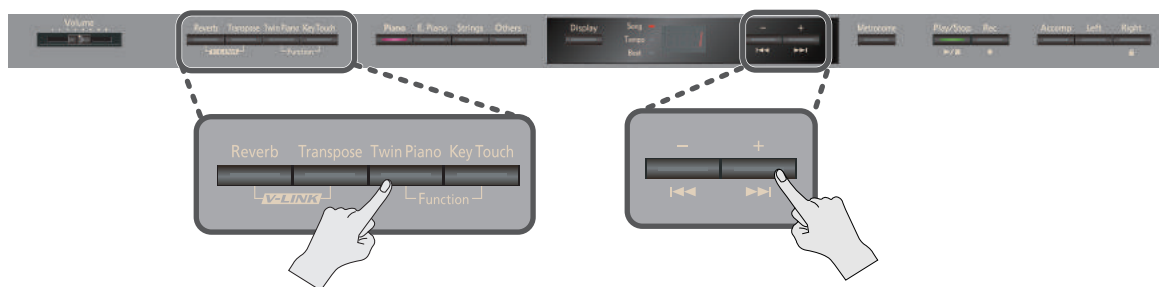 Volume
Reverb Transpose Twin Piano Key Touch
V-LINK Function
Piano E. Piano Strings Others
Display
Song
Tempo
Beat
- +
Metronome
Play/Stop Rec
Accomp Left Right
Reverb Transpose Twin Piano Key Touch
V-LINK Function
- +